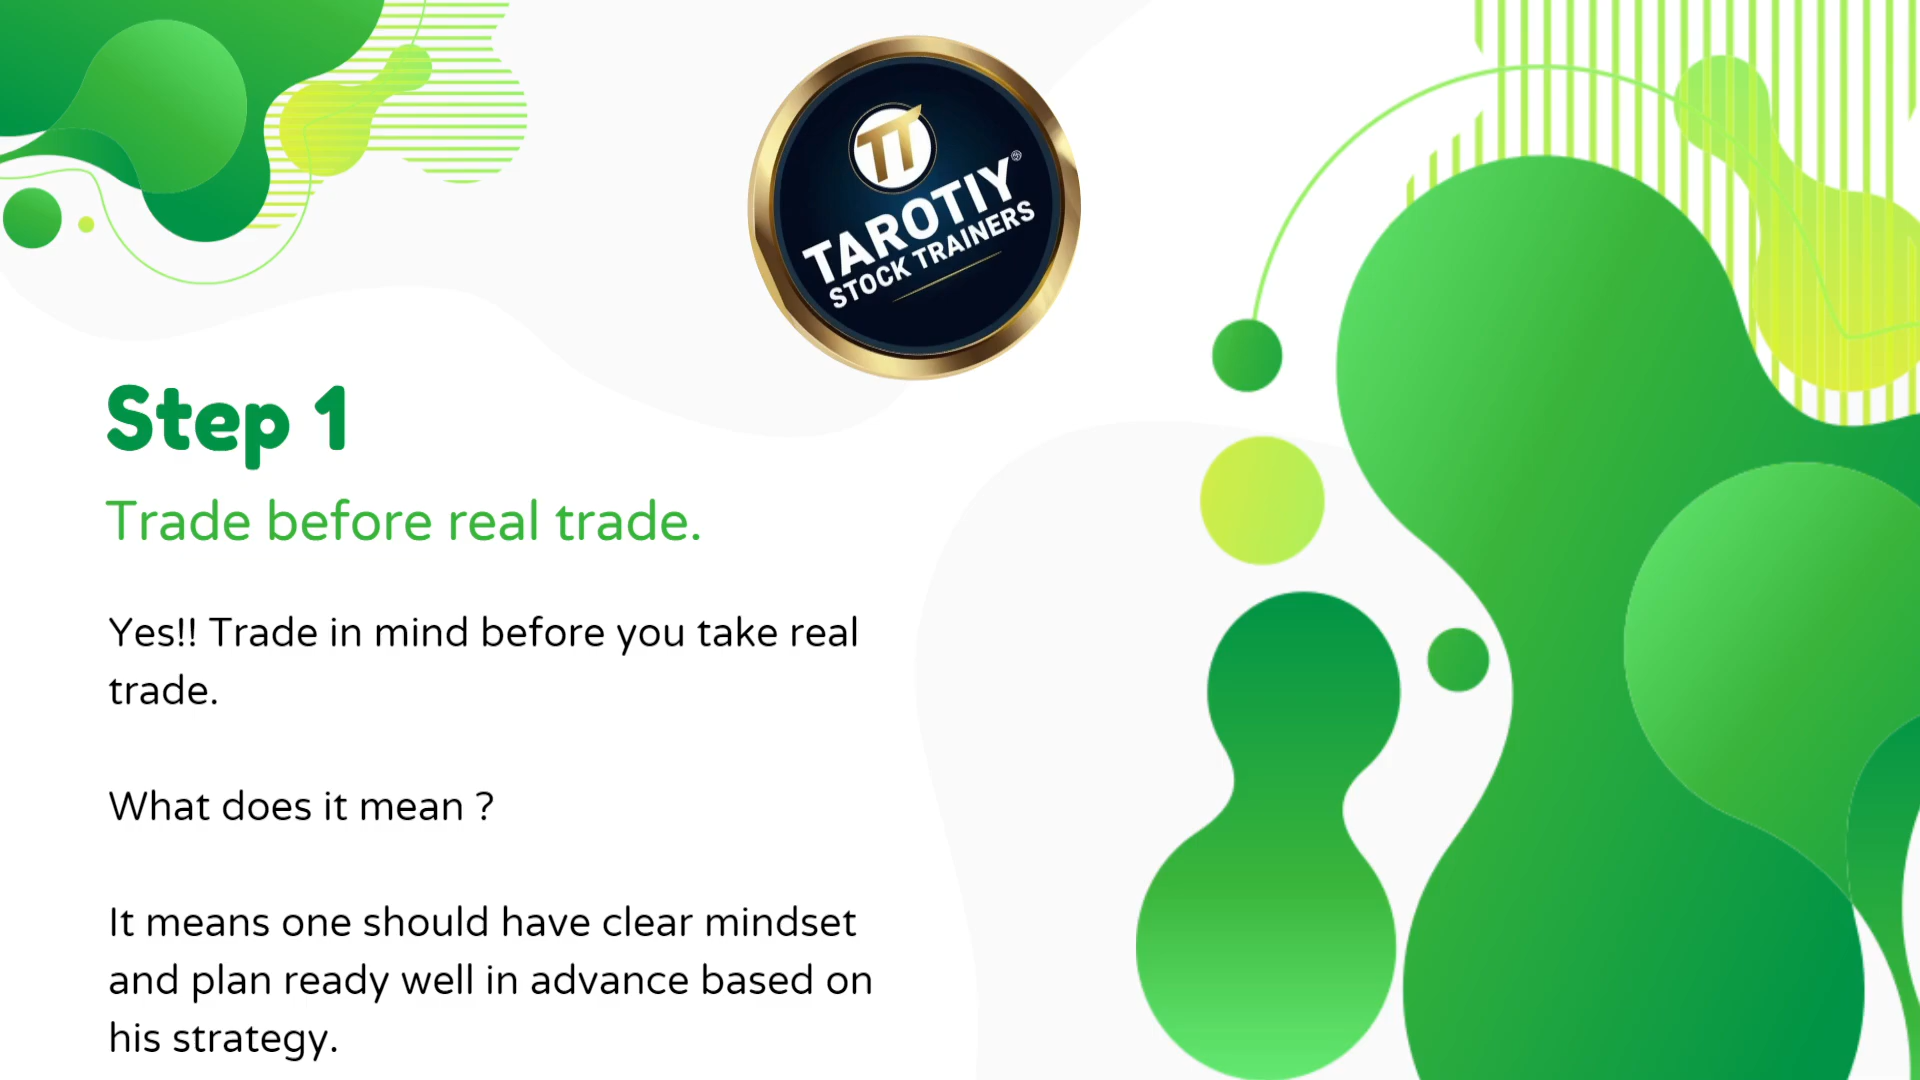 TT
TAROTIY®
STOCK TRAINERS
Step 1
Trade before real trade.
Yes!! Trade in mind before you take real
trade.
What does it mean ?
It means one should have clear mindset
and plan ready well in advance based on
his strategy.